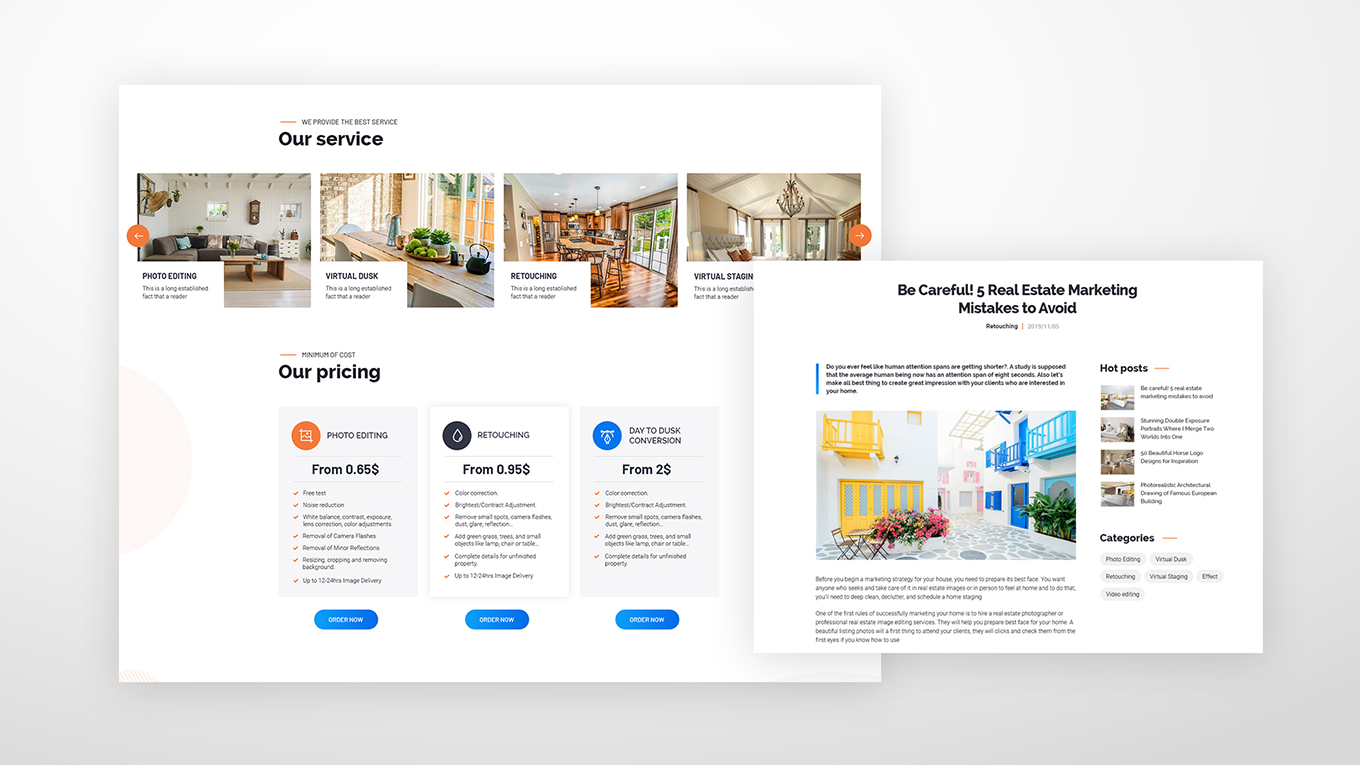 WE PROVIDE THE BEST SERVICE
Our service
PHOTO EDITING
This is a long established
fact that a reader
VIRTUAL DUSK
This is a long established
fact that a reader
RETOUCHING
This is a long established
fact that a reader
VIRTUAL STAGIN
This is a long established
fact that a reader
MINIMUM OF COST
Our pricing
PHOTO EDITING
From 0.65$
Free test
Noise reduction
White balance, contrast, exposure,
lens correction, color adjustments.
Removal of Camera Flashes
Removal of Minor Reflections
Resizing, cropping and removing
background.
Up to 12-24hrs Image Delivery
ORDER NOW
RETOUCHING
From 0.95$
Color correction.
Brightest/Contract Adjustment.
Remove small spots, camera flashes,
dust, glare, reflection...
Add green grass, trees, and small
objects like lamp, chair or table...
Complete details for unfinished
property.
Up to 12-24hrs Image Delivery
ORDER NOW
DAY TO DUSK
CONVERSION
From 2$
Color correction.
Brightest/Contract Adjustment.
Remove small spots, camera flashes,
dust, glare, reflection...
Add green grass, trees, and small
objects like lamp, chair or table...
Complete details for unfinished
property.
ORDER NOW
Be Careful! 5 Real Estate Marketing
Mistakes to Avoid
Retouching | 2019/11/05
Do you ever feel like human attention spans are getting shorter?. A study is supposed
that the average human being now has an attention span of eight seconds. Also let's
make all best thing to create great impression with your clients who are interested in
your home.
Before you begin a marketing strategy for your house, you need to prepare its best face. You want
anyone who seeks and take care of it in real estate images or in person to feel at home and to do that,
you'll need to deep clean, declutter, and schedule a home staging
One of the first rules of successfully marketing your home is to hire a real estate photographer or
professional real estate image editing services. They will help you prepare best face for your home. A
beautiful listing photos will a first thing to attend your clients, they will clicks and check them from the
first eyes if you know how to use
Hot posts
Be careful! 5 real estate
marketing mistakes to avoid
Stunning Double Exposure
Portraits Where I Merge Two
Worlds Into One
50 Beautiful Horse Logo
Designs for Inspiration
Photorealistic Architectural
Drawing of Famous European
Building
Categories
Photo Editing
Virtual Dusk
Retouching
Virtual Staging
Effect
Video editing